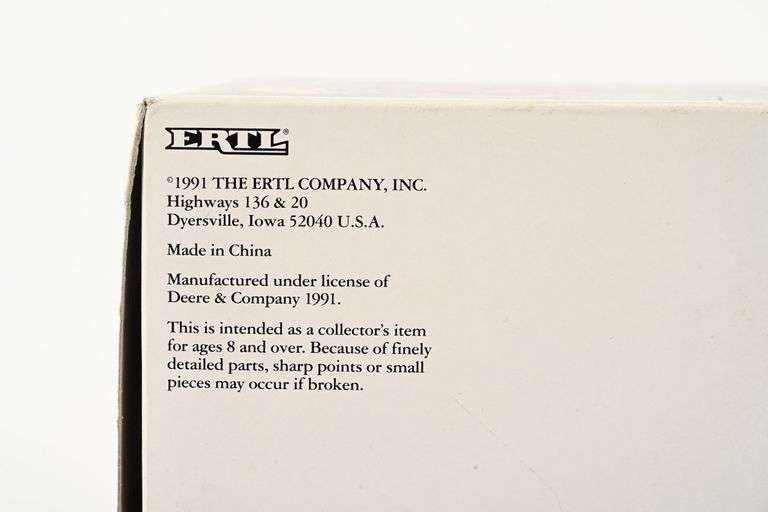 ERTL®
©1991 THE ERTL COMPANY, INC.
Highways 136 & 20
Dyersville, Iowa 52040 U.S.A.
Made in China
Manufactured under license of
Deere & Company 1991.
This is intended as a collector's item
for ages 8 and over. Because of finely
detailed parts, sharp points or small
pieces may occur if broken.